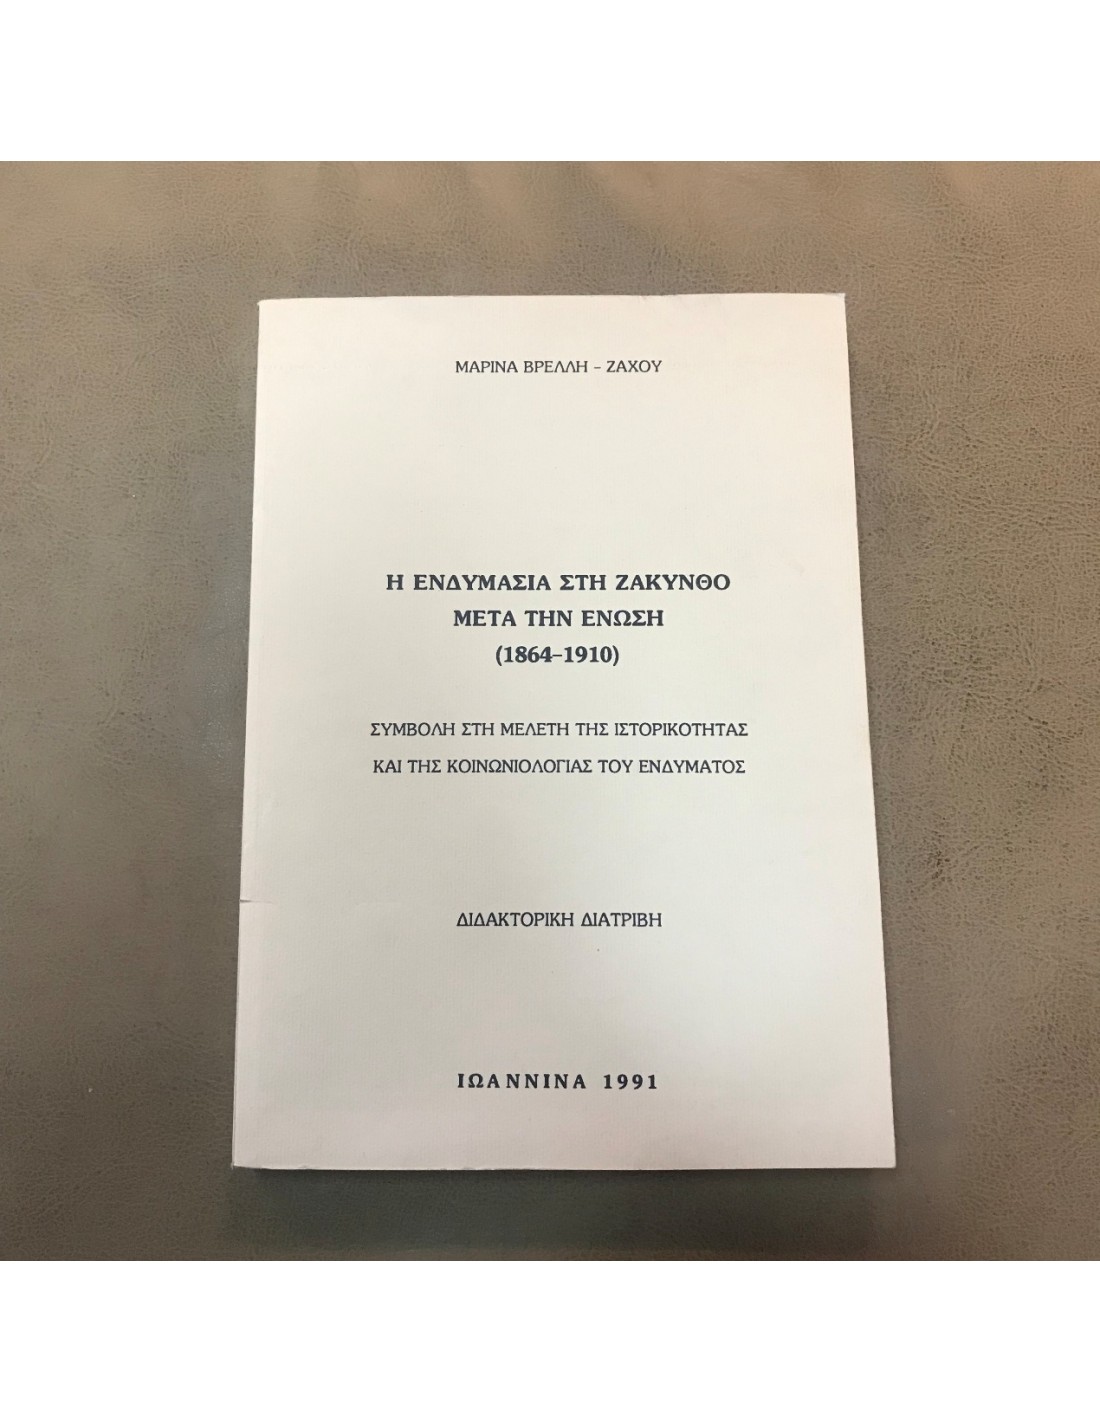 ΜΑΡΙΝΑ ΒΡΕΛΛΗ – ΖΑΧΟΥ
Η ΕΝΔΥΜΑΣΙΑ ΣΤΗ ΖΑΚΥΝΘΟ
ΜΕΤΑ ΤΗΝ ΕΝΩΣΗ
(1864–1910)
ΣΥΜΒΟΛΗ ΣΤΗ ΜΕΛΕΤΗ ΤΗΣ ΙΣΤΟΡΙΚΟΤΗΤΑΣ
ΚΑΙ ΤΗΣ ΚΟΙΝΩΝΙΟΛΟΓΙΑΣ ΤΟΥ ΕΝΔΥΜΑΤΟΣ
ΔΙΔΑΚΤΟΡΙΚΗ ΔΙΑΤΡΙΒΗ
ΙΩΑΝΝΙΝΑ 1991